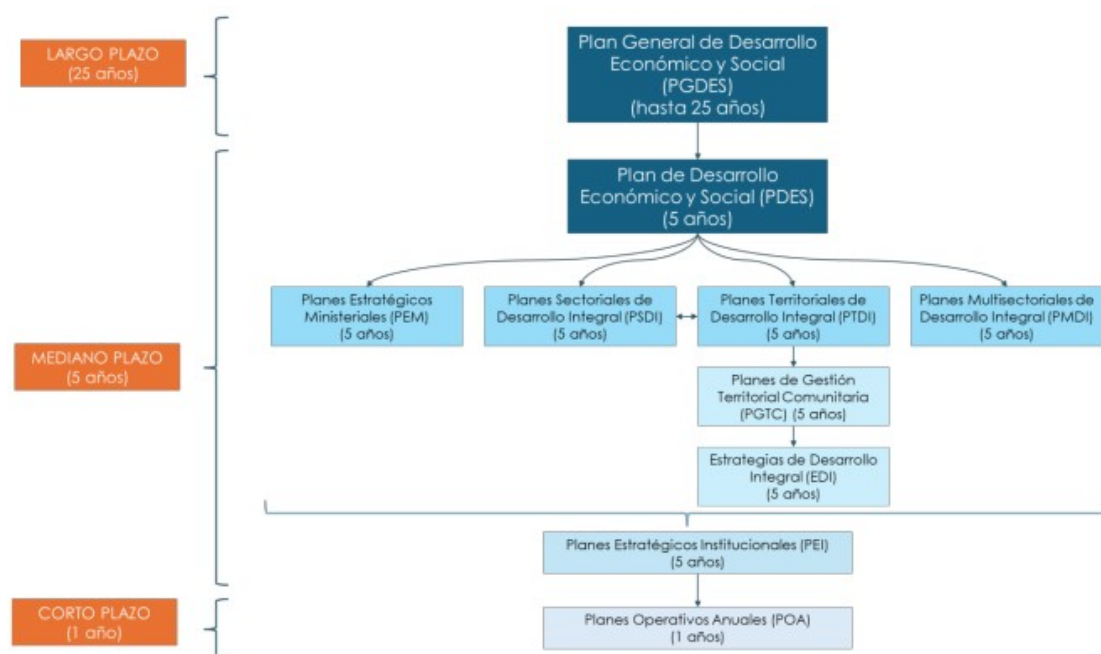 LARGO PLAZO
(25 años)
Plan General de Desarrollo
Económico y Social
(PGDES)
(hasta 25 años)
Plan de Desarrollo
Económico y Social (PDES)
(5 años)
Planes Estratégicos
Ministeriales (PEM)
(5 años)
Planes Sectoriales de
Desarrollo Integral (PSDI)
(5 años)
Planes Territoriales de
Desarrollo Integral (PTDI)
(5 años)
Planes Multisectoriales de
Desarrollo Integral (PMDI)
(5 años)
MEDIANO PLAZO
(5 años)
Planes de Gestión
Territorial Comunitaria
(PGTC) (5 años)
Estrategias de Desarrollo
Integral (EDI)
(5 años)
Planes Estratégicos Institucionales (PEI)
(5 años)
CORTO PLAZO
(1 año)
Planes Operativos Anuales (POA)
(1 años)